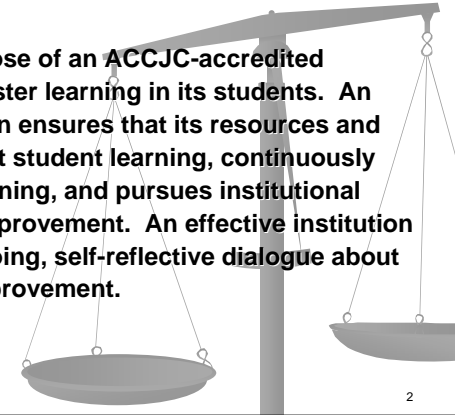 ose of an ACCJC-accredited
ster learning in its students. An
n ensures that its resources and
t student learning, continuously
ning, and pursues institutional
provement. An effective institution
oing, self-reflective dialogue about
provement.
2